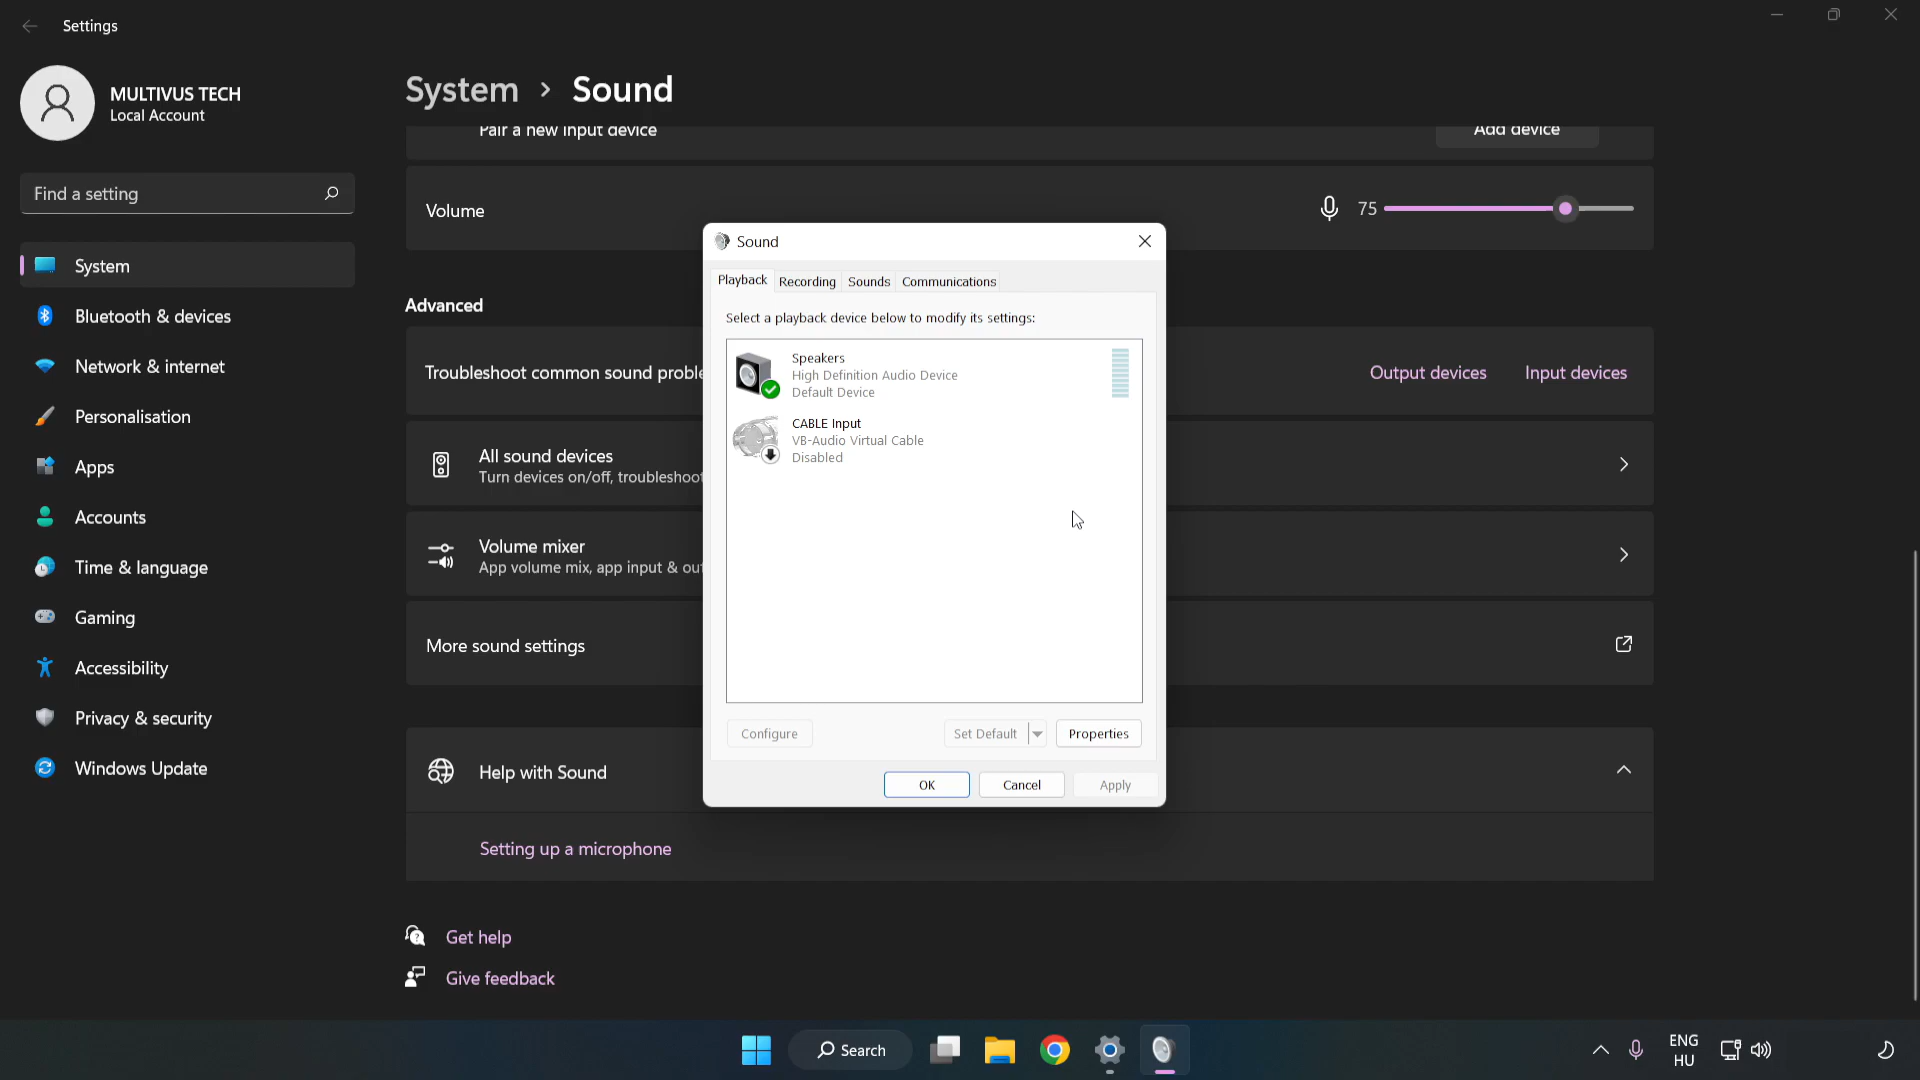 Settings
MULTIVUS TECH
Local Account
Find a setting
System
Bluetooth & devices
Network & internet
Personalisation
Apps
Accounts
Time & language
Gaming
Accessibility
Privacy & security
Windows Update
System › Sound
Pair a new input device
Add device
Volume
75
Advanced
Troubleshoot common sound proble
Output devices
Input devices
All sound devices
Turn devices on/off, troubleshoot
Volume mixer
App volume mix, app input & out
More sound settings
Help with Sound
Setting up a microphone
Get help
Give feedback
Sound
Playback
Recording
Sounds
Communications
Select a playback device below to modify its settings:
Speakers
High Definition Audio Device
Default Device
CABLE Input
VB-Audio Virtual Cable
Disabled
Configure
Set Default
Properties
OK
Cancel
Apply
Search
ENG
HU